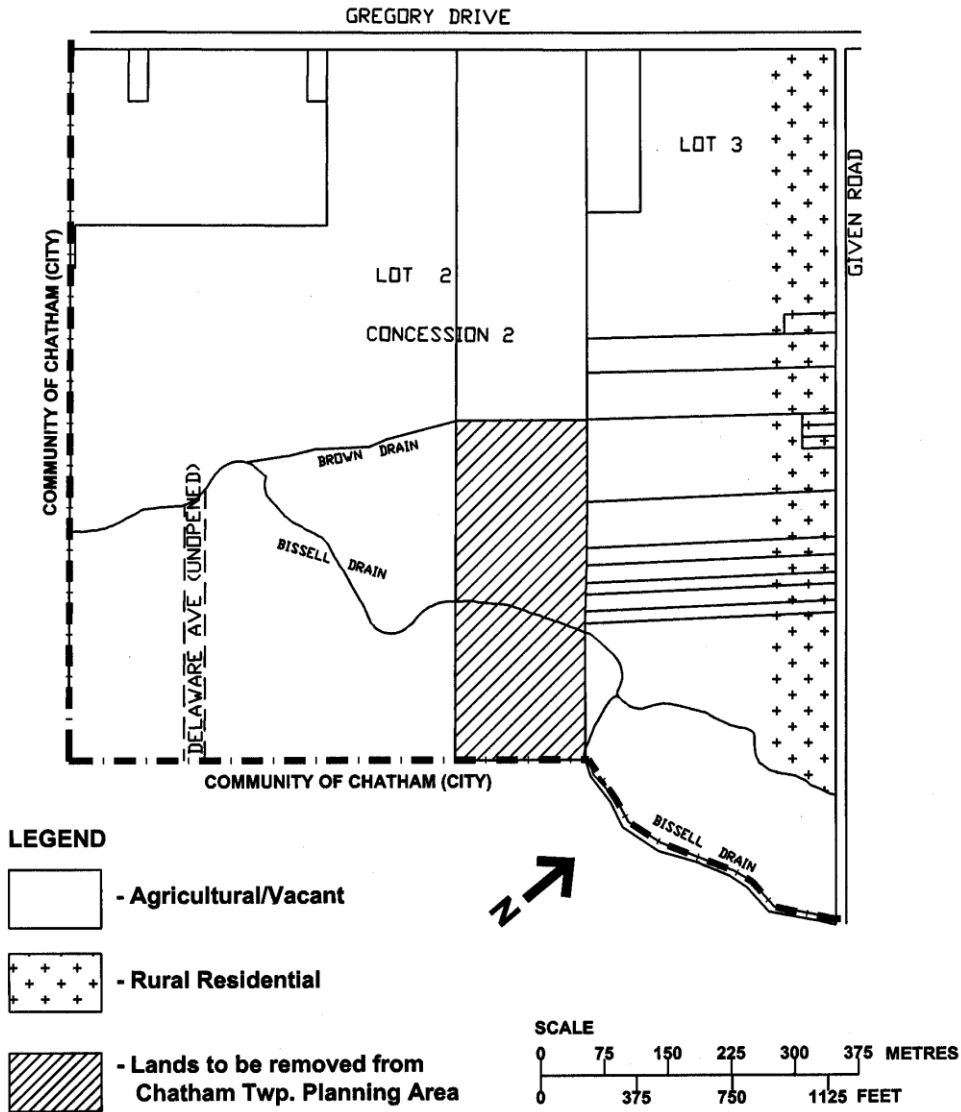 GREGORY DRIVE
LOT 3
GIVEN ROAD
COMMUNITY OF CHATHAM (CITY)
LOT 2
CONCESSION 2
BROWN DRAIN
DELAWARE AVE (UNOPENED)
BISSELL DRAIN
COMMUNITY OF CHATHAM (CITY)
BISSELL DRAIN
LEGEND
- Agricultural/Vacant
- Rural Residential
- Lands to be removed from
Chatham Twp. Planning Area
N
SCALE
0 75 150 225 300 375 METRES
0 375 750 1125 FEET